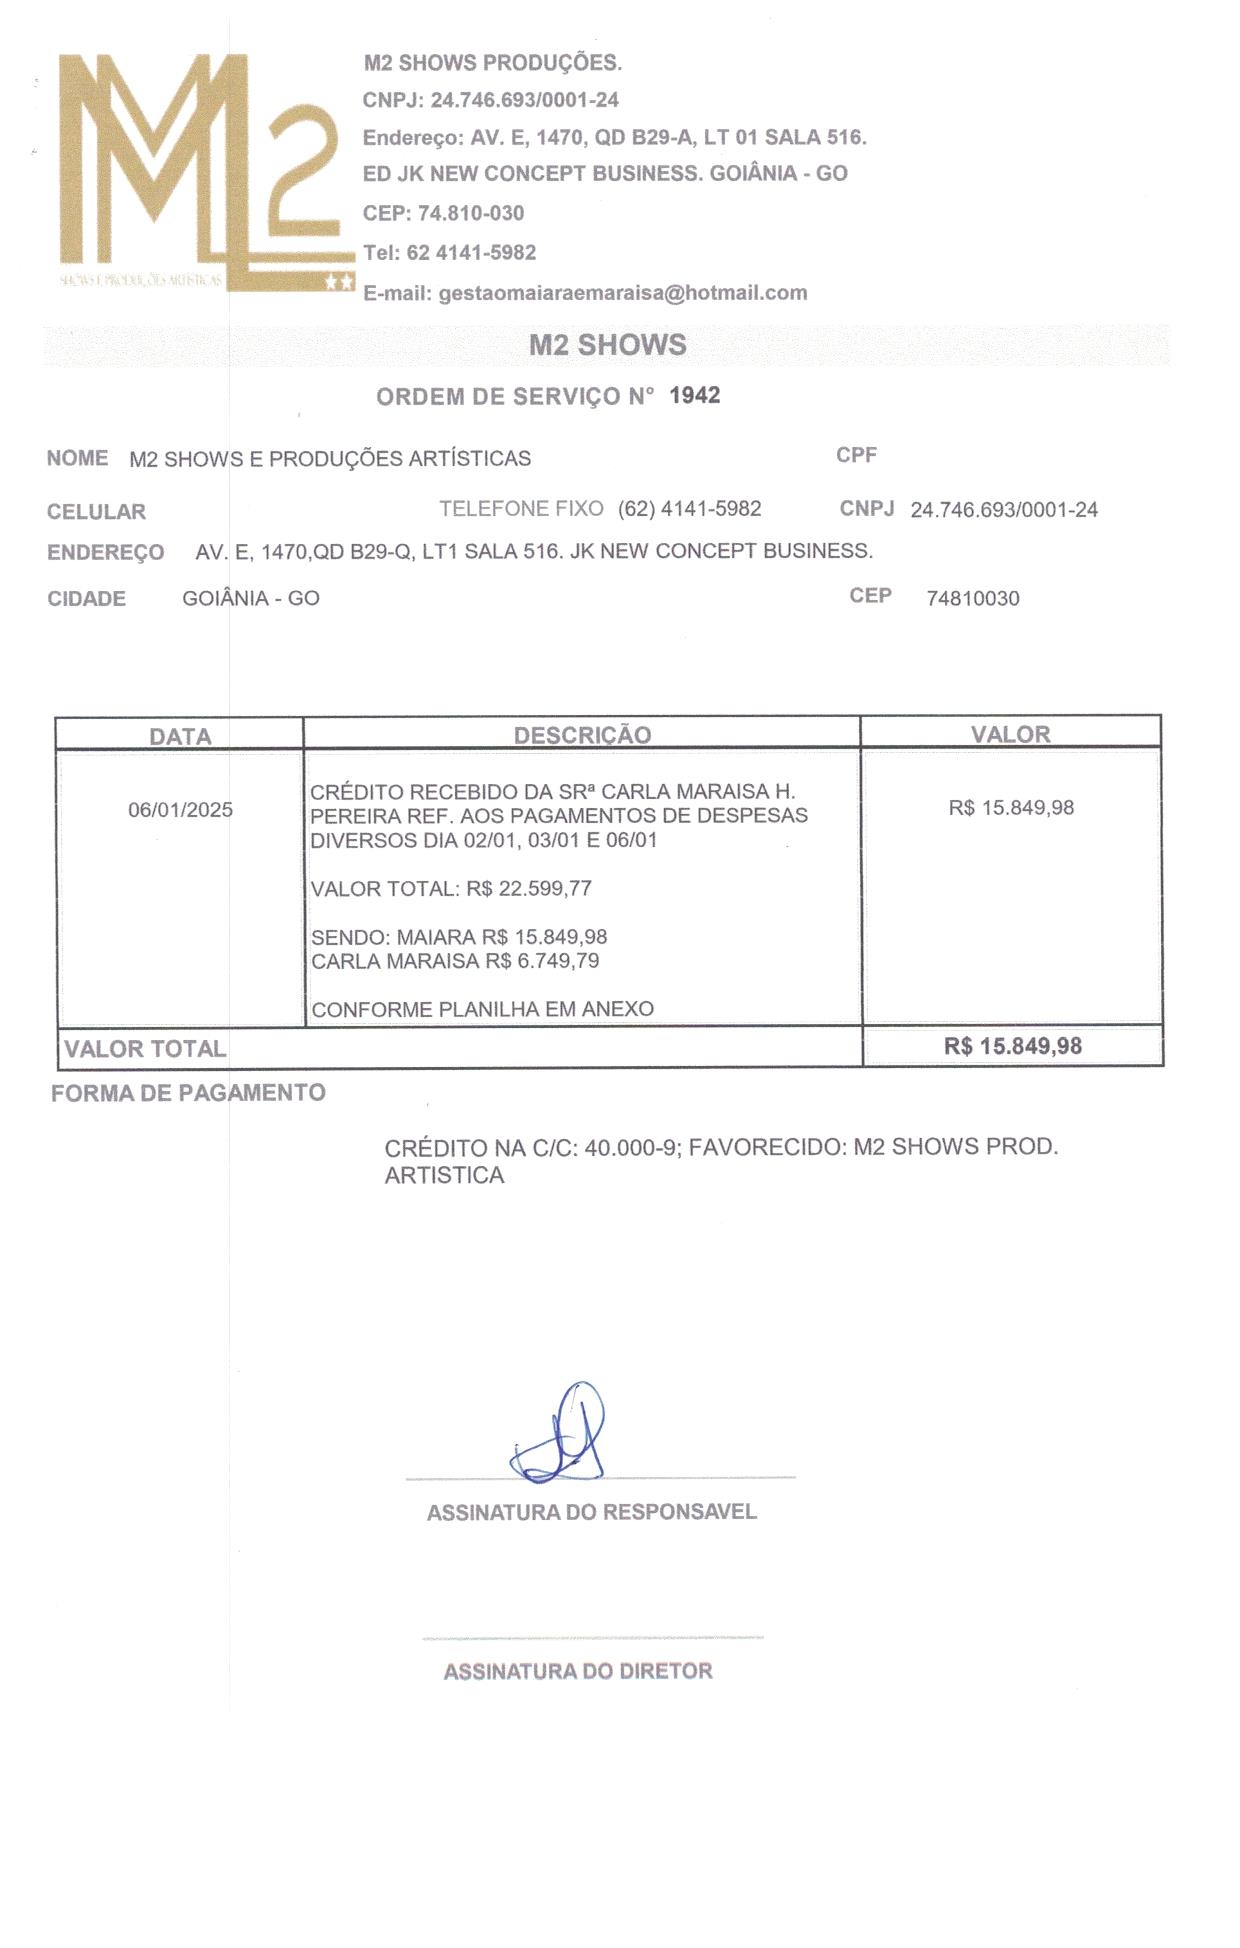 M2
SHOWS E PRODUÇÕES ARTÍSTICAS
M2 SHOWS PRODUÇÕES.
CNPJ: 24.746.693/0001-24
Endereço: AV. E, 1470, QD B29-A, LT 01 SALA 516.
ED JK NEW CONCEPT BUSINESS. GOIÂNIA - GO
CEP: 74.810-030
Tel: 62 4141-5982
E-mail: gestaomaiaraemaraisa@hotmail.com
M2 SHOWS
ORDEM DE SERVIÇO N° 1942
NOME M2 SHOWS E PRODUÇÕES ARTÍSTICAS CPF
CELULAR TELEFONE FIXO (62) 4141-5982 CNPJ 24.746.693/0001-24
ENDEREÇO AV. E, 1470,QD B29-Q, LT1 SALA 516. JK NEW CONCEPT BUSINESS.
CIDADE GOIÂNIA - GO CEP 74810030
DATA DESCRIÇÃO VALOR
06/01/2025
CRÉDITO RECEBIDO DA SRª CARLA MARAISA H.
PEREIRA REF. AOS PAGAMENTOS DE DESPESAS
DIVERSOS DIA 02/01, 03/01 E 06/01
VALOR TOTAL: R$ 22.599,77
SENDO: MAIARA R$ 15.849,98
CARLA MARAISA R$ 6.749,79
CONFORME PLANILHA EM ANEXO
R$ 15.849,98
VALOR TOTAL R$ 15.849,98
FORMA DE PAGAMENTO
CRÉDITO NA C/C: 40.000-9; FAVORECIDO: M2 SHOWS PROD.
ARTISTICA
ASSINATURA DO RESPONSAVEL
ASSINATURA DO DIRETOR